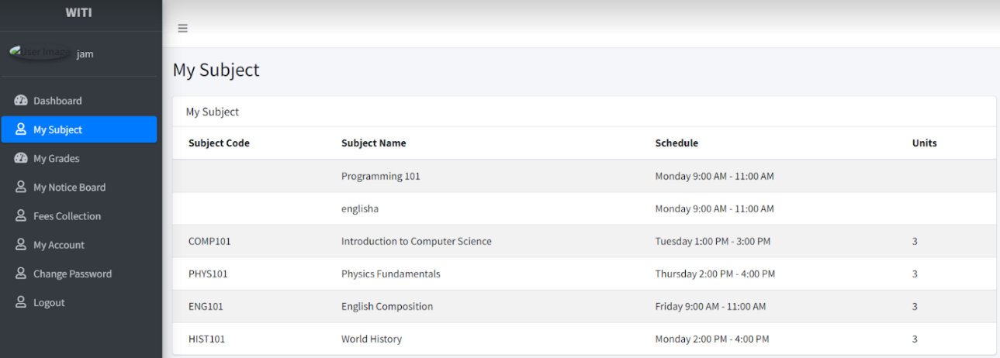 WITI
User Image jam
Dashboard
My Subject
My Grades
My Notice Board
Fees Collection
My Account
Change Password
Logout
My Subject
My Subject
Subject Code Subject Name Schedule Units
Programming 101 Monday 9:00 AM - 11:00 AM
englisha Monday 9:00 AM - 11:00 AM
COMP101 Introduction to Computer Science Tuesday 1:00 PM - 3:00 PM 3
PHYS101 Physics Fundamentals Thursday 2:00 PM - 4:00 PM 3
ENG101 English Composition Friday 9:00 AM - 11:00 AM 3
HIST101 World History Monday 2:00 PM - 4:00 PM 3